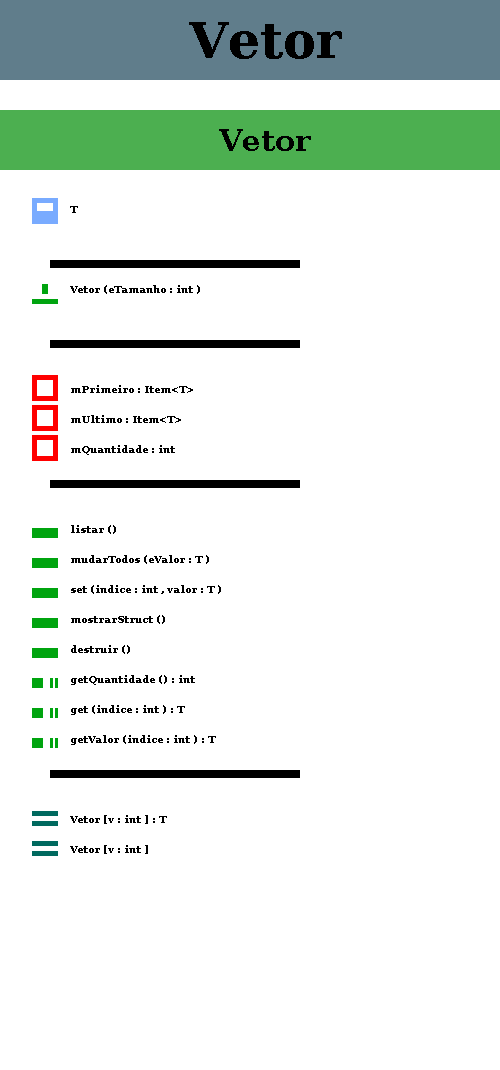 Vetor
Vetor
T
Vetor (eTamanho : int )
mPrimeiro : Item<T>
mUltimo : Item<T>
mQuantidade : int
listar ()
mudarTodos (eValor : T )
set (indice : int , valor : T )
mostrarStruct ()
destruir ()
getQuantidade () : int
get (indice : int ) : T
getValor (indice : int ) : T
Vetor [v : int ] : T
Vetor [v : int ]